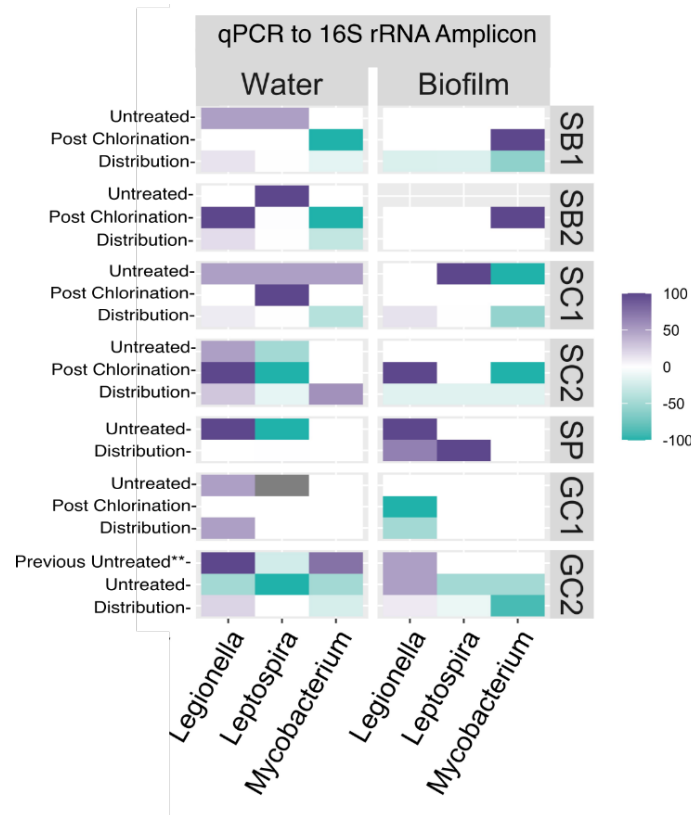 qPCR to 16S rRNA Amplicon
Water Biofilm
Untreated-
Post Chlorination-
Distribution-
SB1
Untreated-
Post Chlorination-
Distribution-
SB2
Untreated-
Post Chlorination-
Distribution-
SC1
Untreated-
Post Chlorination-
Distribution-
SC2
Untreated-
Distribution-
SP
Untreated-
Post Chlorination-
Distribution-
GC1
Previous Untreated**-
Untreated-
Distribution-
GC2
Legionella
Leptospira
Mycobacterium
Legionella
Leptospira
Mycobacterium
100
50
0
-50
-100